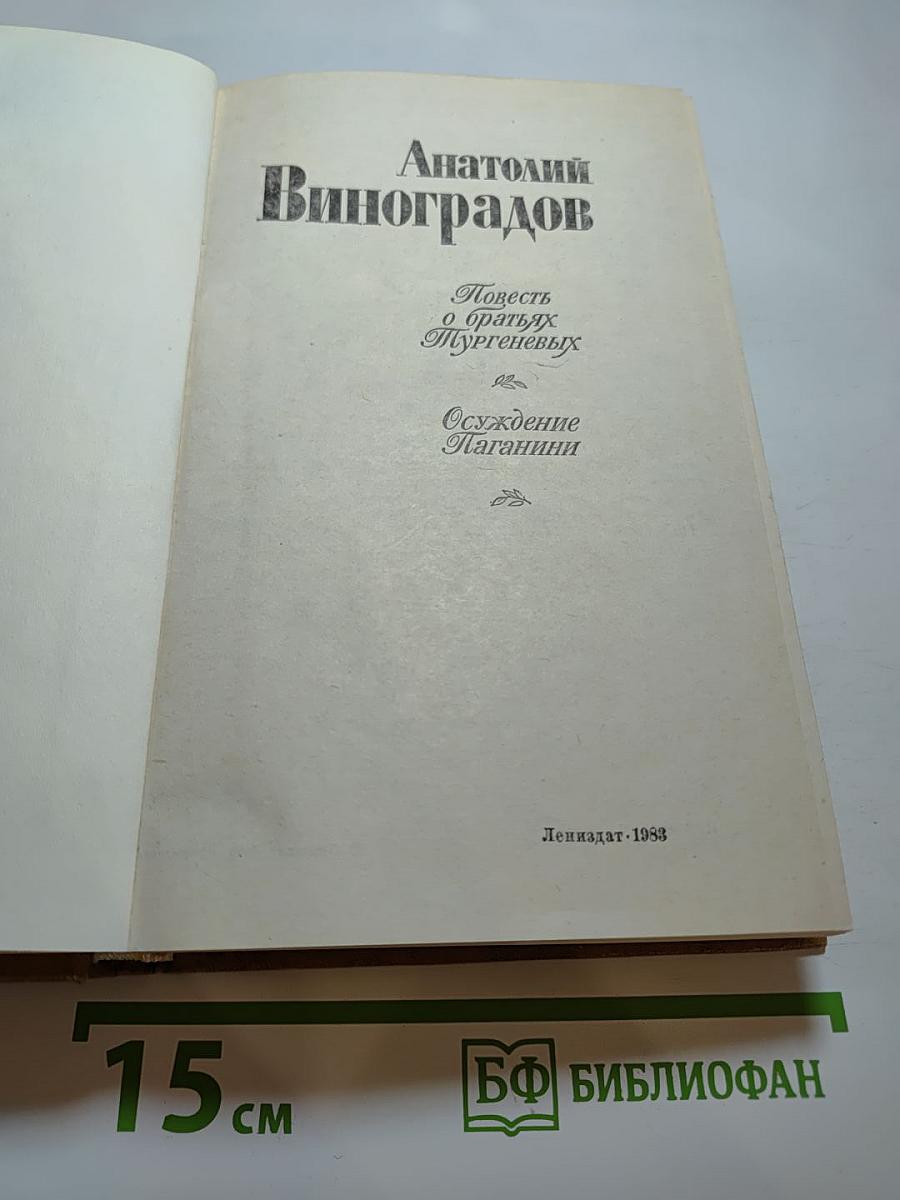 Анатолий
Виноградов
Повесть
о братьях
Тургеневых
Осуждение
Паганини
Лениздат·1983
15 см
БФ БИБЛИОФАН